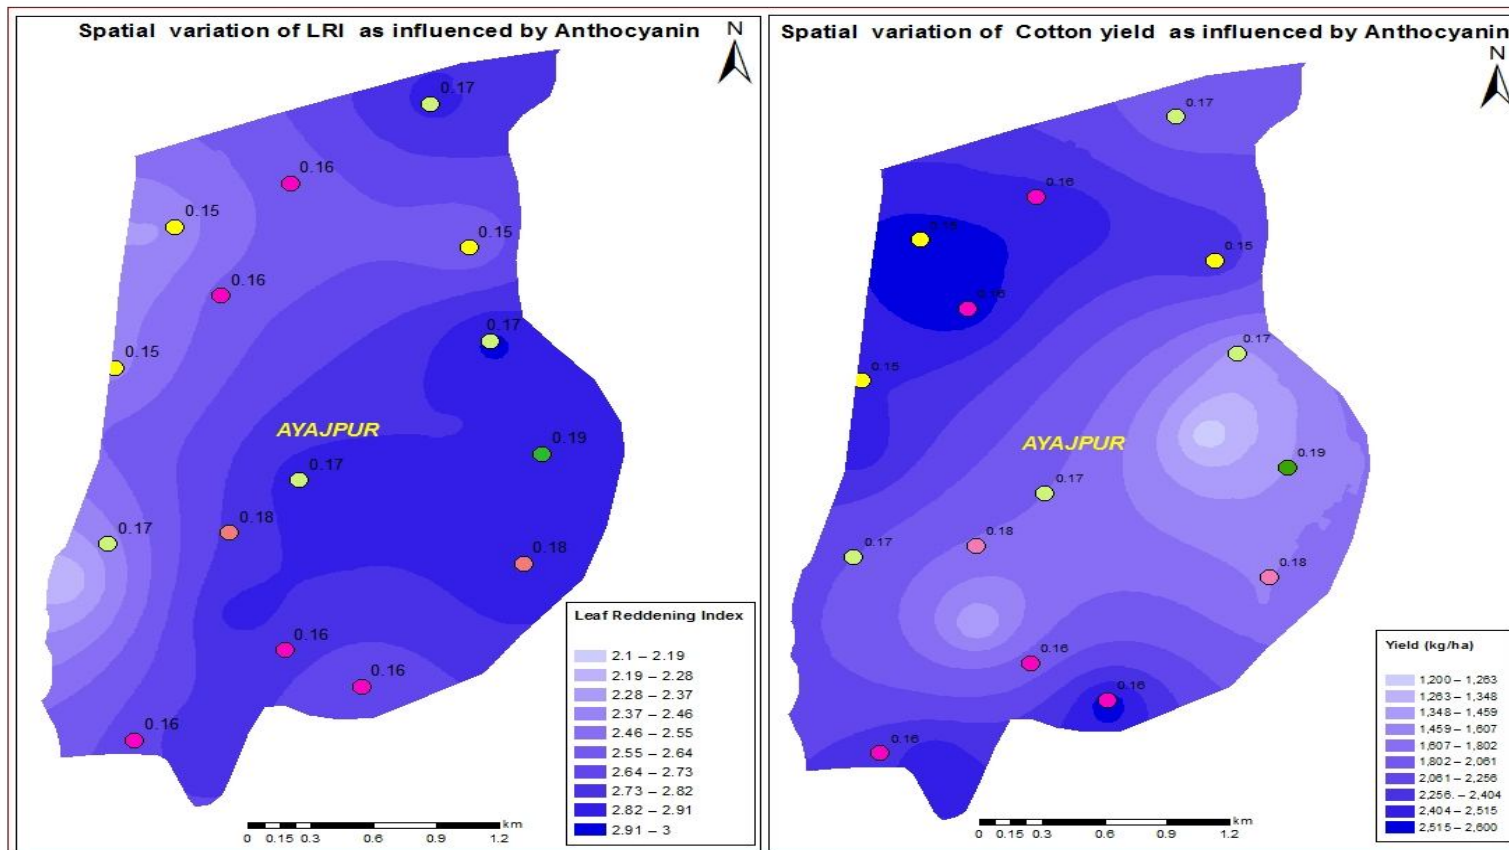 Spatial variation of LRI as influenced by Anthocyanin
N
0.17
0.16
0.15
0.15
0.16
0.17
0.15
AYAJPUR
0.19
0.17
0.18
0.17
0.18
0.16
0.16
0.16
Leaf Reddening Index
2.1 – 2.19
2.19 – 2.28
2.28 – 2.37
2.37 – 2.46
2.46 – 2.55
2.55 – 2.64
2.64 – 2.73
2.73 – 2.82
2.82 – 2.91
2.91 – 3
km
0 0.15 0.3 0.6 0.9 1.2
Spatial variation of Cotton yield as influenced by Anthocyanin
N
0.17
0.16
0.15
0.15
0.16
0.17
0.15
AYAJPUR
0.19
0.17
0.18
0.17
0.18
0.16
0.16
0.16
Yield (kg/ha)
1,200 – 1,263
1,263 – 1,348
1,348 – 1,459
1,459 – 1,607
1,607 – 1,802
1,802 – 2,061
2,061 – 2,256
2,256. – 2,404
2,404 – 2,515
2,515 – 2,600
km
0 0.15 0.3 0.6 0.9 1.2